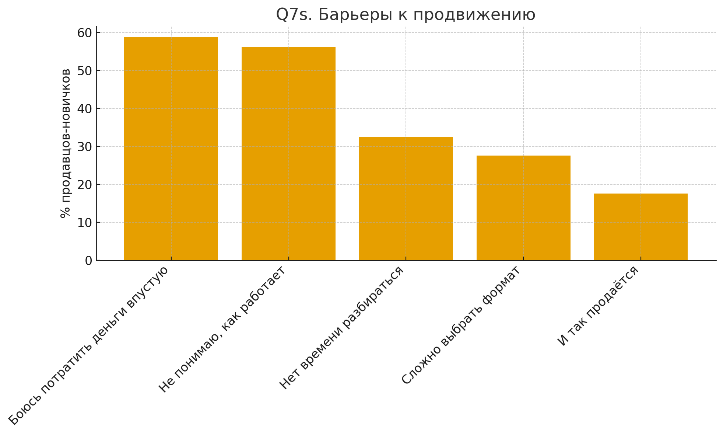 Q7s. Барьеры к продвижению
% продавцов-новичков
60
50
40
30
20
10
0
Боюсь потратить деньги впустую
Не понимаю, как работает
Нет времени разбираться
Сложно выбрать формат
И так продаётся